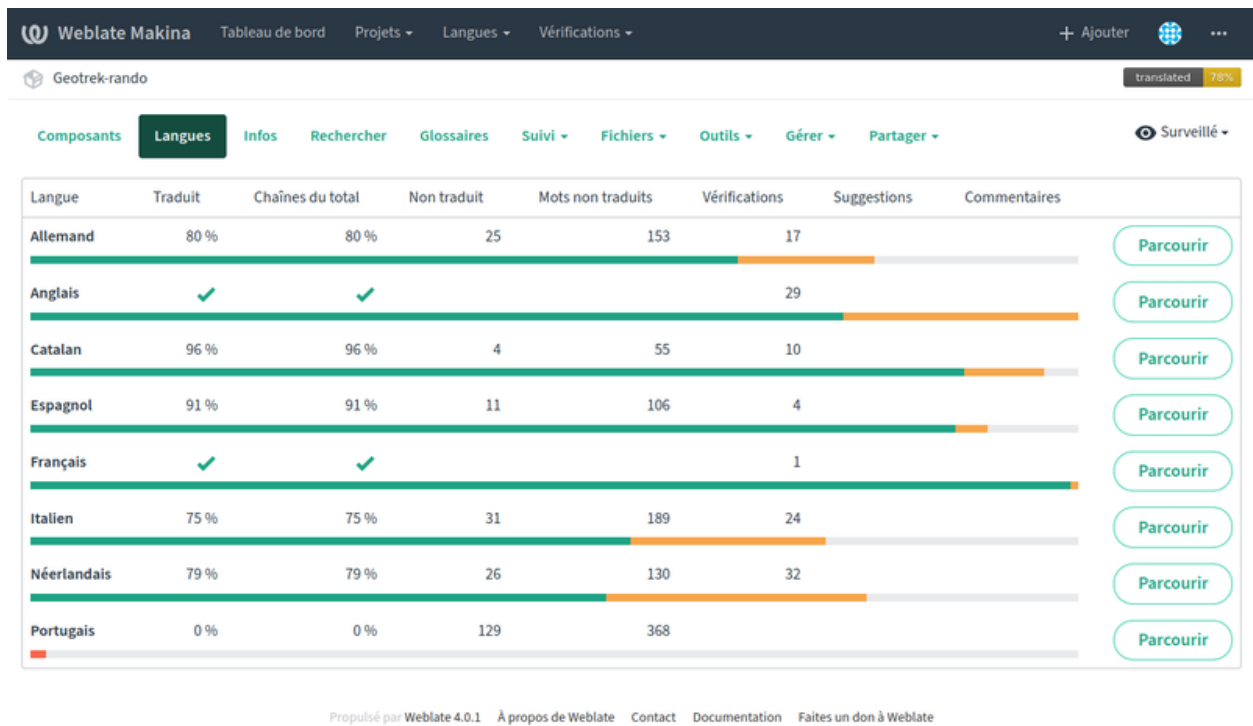 Weblate Makina Tableau de bord Projets Langues Vérifications + Ajouter ...
Geotrek-rando translated 78%
Composants Langues Infos Rechercher Glossaires Suivi Fichiers Outils Gérer Partager Surveillé
Langue Traduit Chaînes du total Non traduit Mots non traduits Vérifications Suggestions Commentaires
Allemand 80 % 80 % 25 153 17 Parcourir
Anglais 29 Parcourir
Catalan 96 % 96 % 4 55 10 Parcourir
Espagnol 91 % 91 % 11 106 4 Parcourir
Français 1 Parcourir
Italien 75 % 75 % 31 189 24 Parcourir
Néerlandais 79 % 79 % 26 130 32 Parcourir
Portugais 0 % 0 % 129 368 Parcourir
Propulsé par Weblate 4.0.1 À propos de Weblate Contact Documentation Faites un don à Weblate